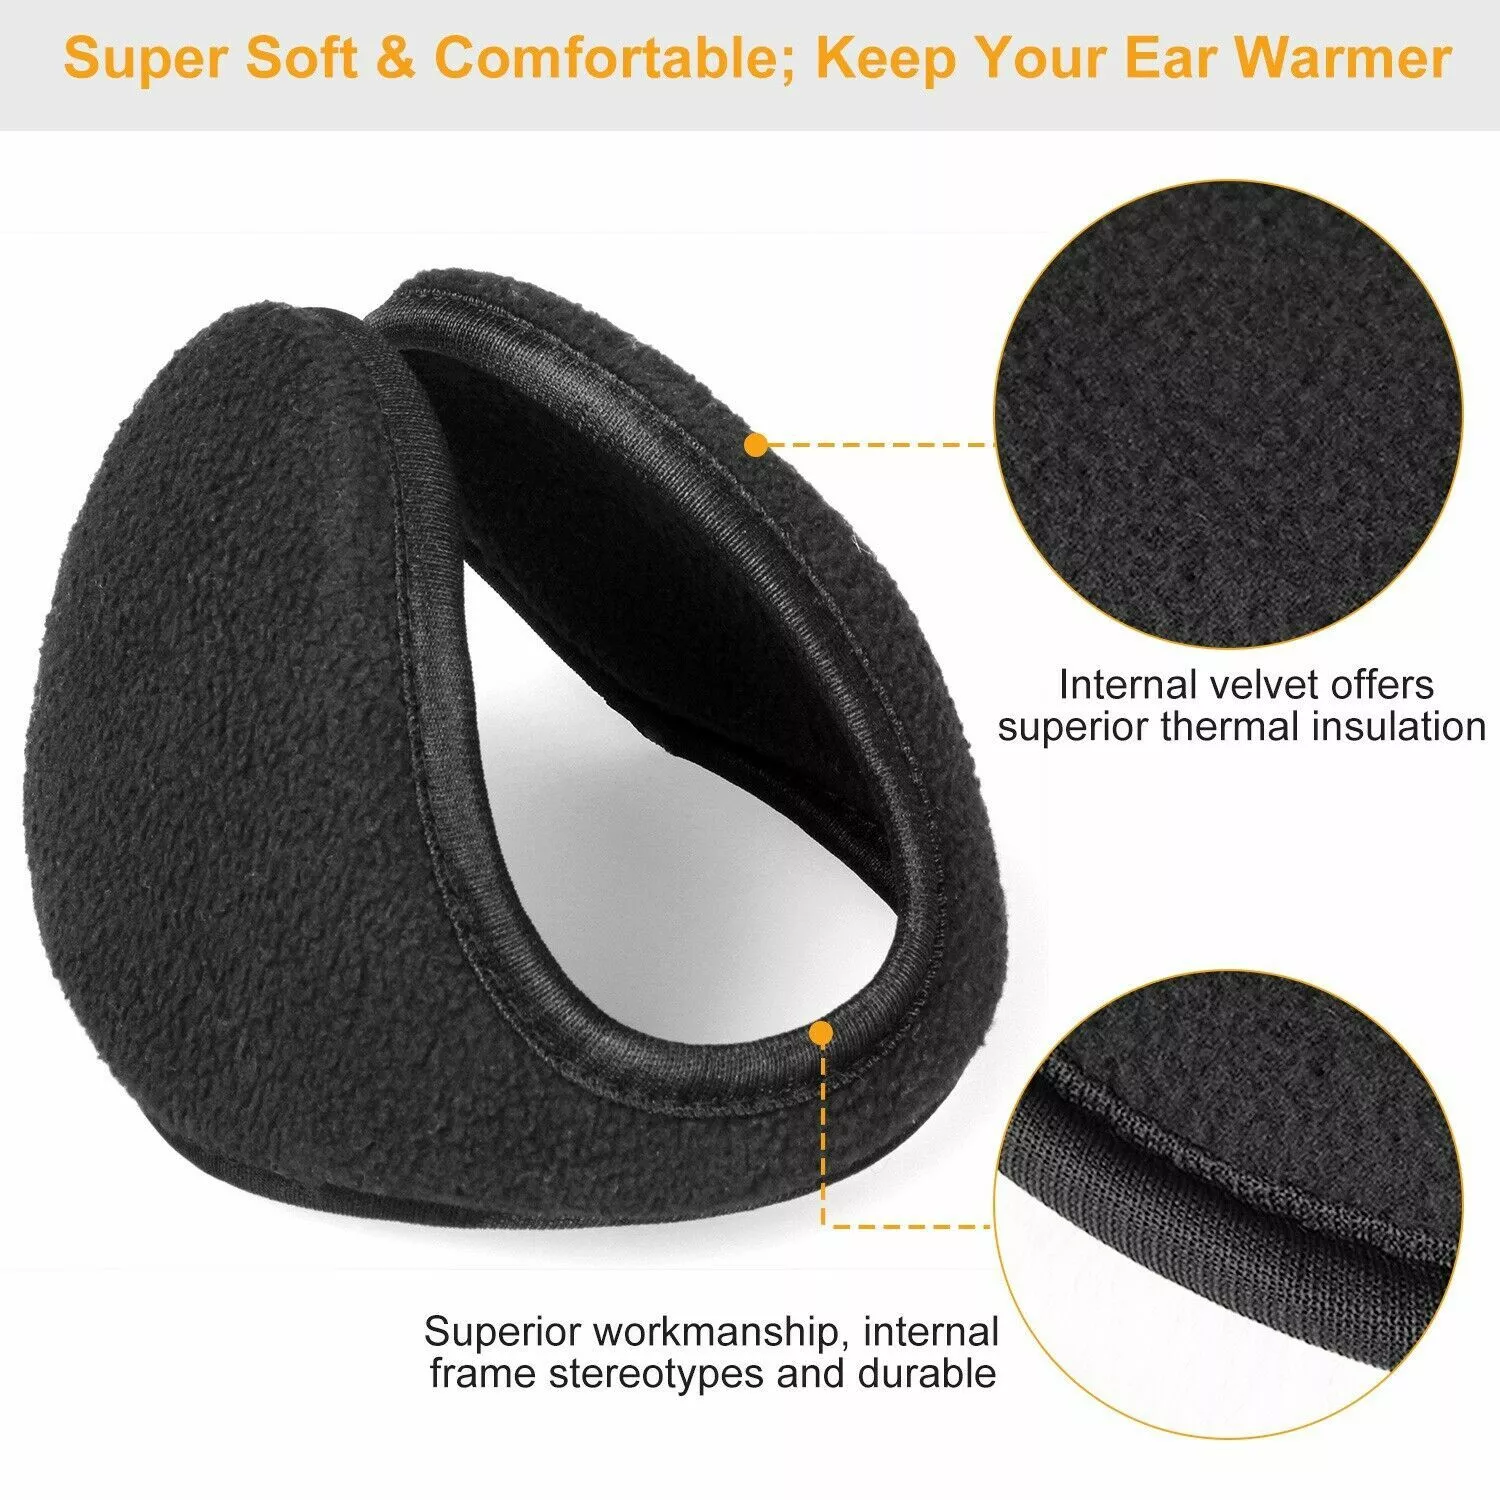 Super Soft & Comfortable; Keep Your Ear Warmer
Internal velvet offers
superior thermal insulation
Superior workmanship, internal
frame stereotypes and durable